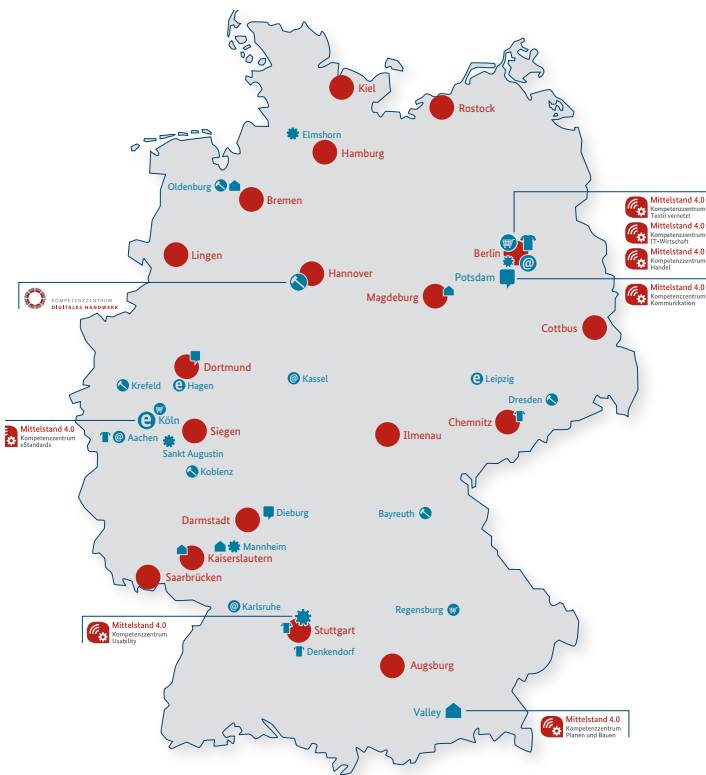 Kiel
Rostock
Elmshorn
Hamburg
Oldenburg
Bremen
Mittelstand 4.0
Kompetenzzentrum
Textil vernetzt
Mittelstand 4.0
Kompetenzzentrum
IT-Wirtschaft
Mittelstand 4.0
Kompetenzzentrum
Handel
Lingen
Berlin
@
Hannover
Potsdam
Mittelstand 4.0
Kompetenzzentrum
Kommunikation
KOMPETENZZENTRUM
DIGITALES HANDWERK
Magdeburg
Cottbus
Dortmund
Krefeld
e Hagen
@ Kassel
e Leipzig
Dresden
Mittelstand 4.0
Kompetenzzentrum
eStandards
e Köln
Chemnitz
@ Aachen
Siegen
Ilmenau
Sankt Augustin
Koblenz
Darmstadt
Dieburg
Bayreuth
Mannheim
Kaiserslautern
Saarbrücken
@ Karlsruhe
Regensburg
Mittelstand 4.0
Kompetenzzentrum
Usability
Stuttgart
Denkendorf
Augsburg
Valley
Mittelstand 4.0
Kompetenzzentrum
Planen und Bauen